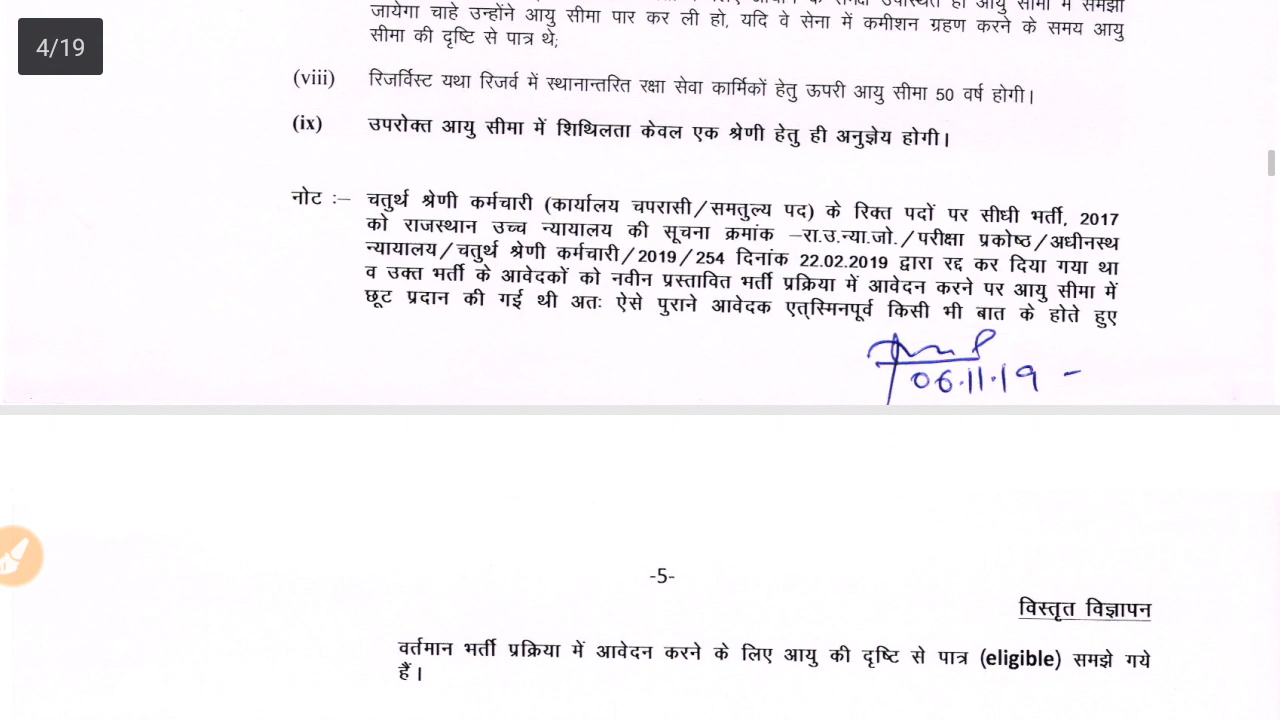 4/19
जायेगा चाहे उन्होंने आयु सीमा पार कर ली हो, यदि वे सेना में कमीशन ग्रहण करने के समय आयु
सीमा की दृष्टि से पात्र थे;
(viii) रिजर्विस्ट यथा रिजर्व में स्थानान्तरित रक्षा सेवा कार्मिकों हेतु ऊपरी आयु सीमा 50 वर्ष होगी।
(ix) उपरोक्त आयु सीमा में शिथिलता केवल एक श्रेणी हेतु ही अनुज्ञेय होगी।
नोट :– चतुर्थ श्रेणी कर्मचारी (कार्यालय चपरासी/समतुल्य पद) के रिक्त पदों पर सीधी भर्ती, 2017
को राजस्थान उच्च न्यायालय की सूचना क्रमांक –रा.उ.न्या.जो./परीक्षा प्रकोष्ठ/अधीनस्थ
न्यायालय/चतुर्थ श्रेणी कर्मचारी/2019/254 दिनांक 22.02.2019 द्वारा रद्द कर दिया गया था
व उक्त भर्ती के आवेदकों को नवीन प्रस्तावित भर्ती प्रक्रिया में आवेदन करने पर आयु सीमा में
छूट प्रदान की गई थी अतः ऐसे पुराने आवेदक एत्स्मिनपूर्व किसी भी बात के होते हुए
06.11.19
-5-
विस्तृत विज्ञापन
वर्तमान भर्ती प्रक्रिया में आवेदन करने के लिए आयु की दृष्टि से पात्र (eligible) समझे गये
हैं।